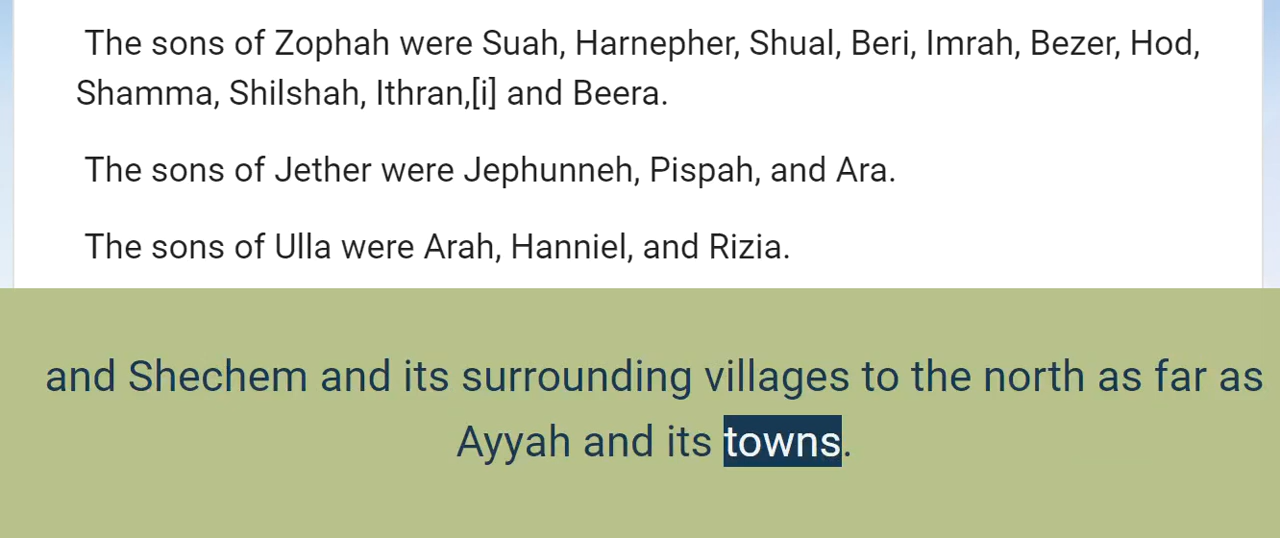 The sons of Zophah were Suah, Harnepher, Shual, Beri, Imrah, Bezer, Hod,
Shamma, Shilshah, Ithran,[i] and Beera.
The sons of Jether were Jephunneh, Pispah, and Ara.
The sons of Ulla were Arah, Hanniel, and Rizia.
and Shechem and its surrounding villages to the north as far as
Ayyah and its towns.